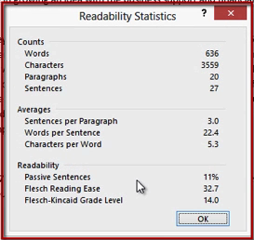 Readability Statistics
?
Counts
Words 636
Characters 3559
Paragraphs 20
Sentences 27
Averages
Sentences per Paragraph 3.0
Words per Sentence 22.4
Characters per Word 5.3
Readability
Passive Sentences 11%
Flesch Reading Ease 32.7
Flesch-Kincaid Grade Level 14.0
OK